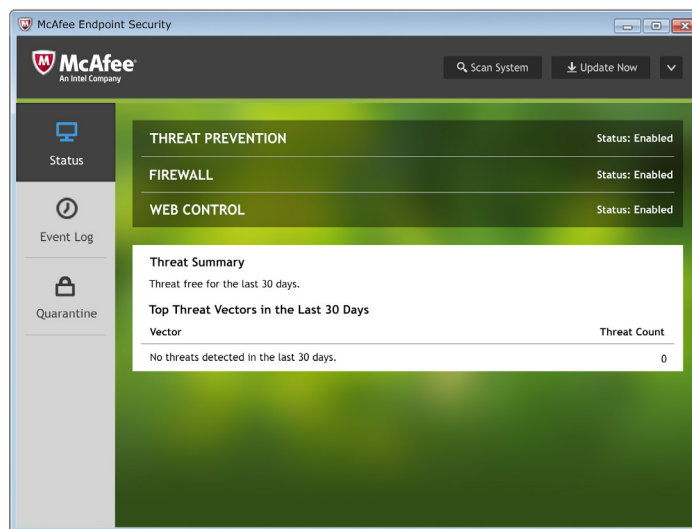 McAfee Endpoint Security
McAfee
An Intel Company
Scan System
Update Now
Status
THREAT PREVENTION Status: Enabled
FIREWALL Status: Enabled
WEB CONTROL Status: Enabled
Event Log
Quarantine
Threat Summary
Threat free for the last 30 days.
Top Threat Vectors in the Last 30 Days
Vector Threat Count
No threats detected in the last 30 days. 0